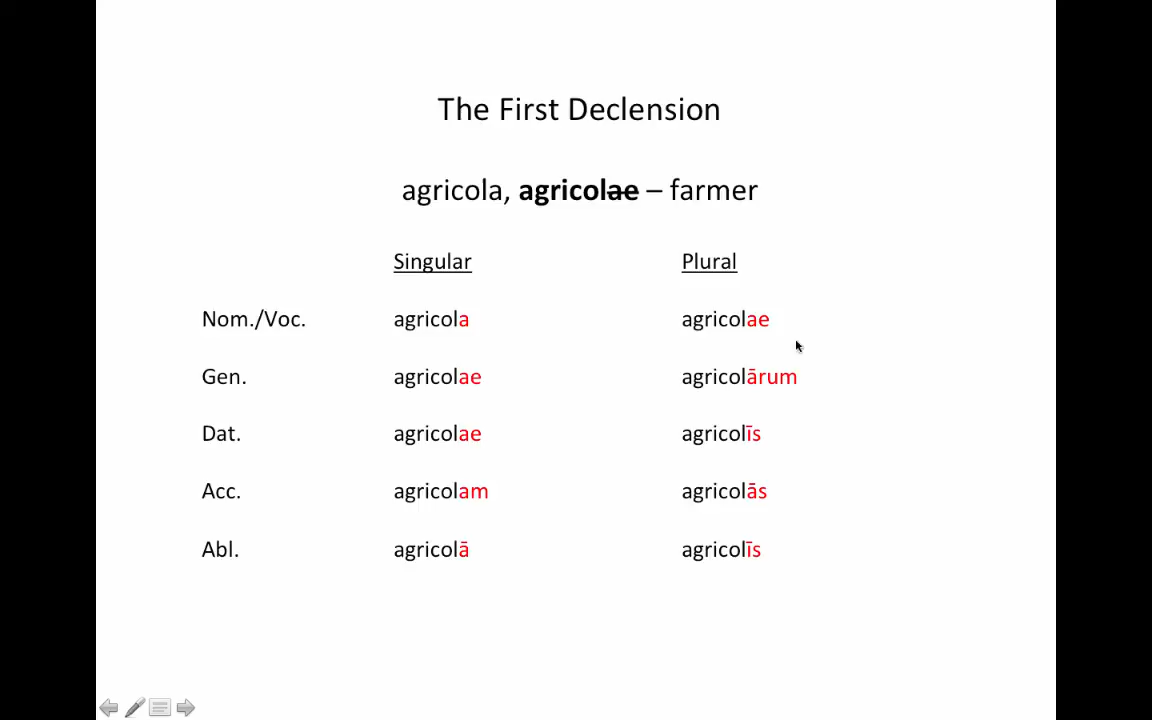 The First Declension
agricola, agricolae – farmer
Singular Plural
Nom./Voc. agricola agricolae
Gen. agricolae agricolārum
Dat. agricolae agricolīs
Acc. agricolam agricolās
Abl. agricolā agricolīs